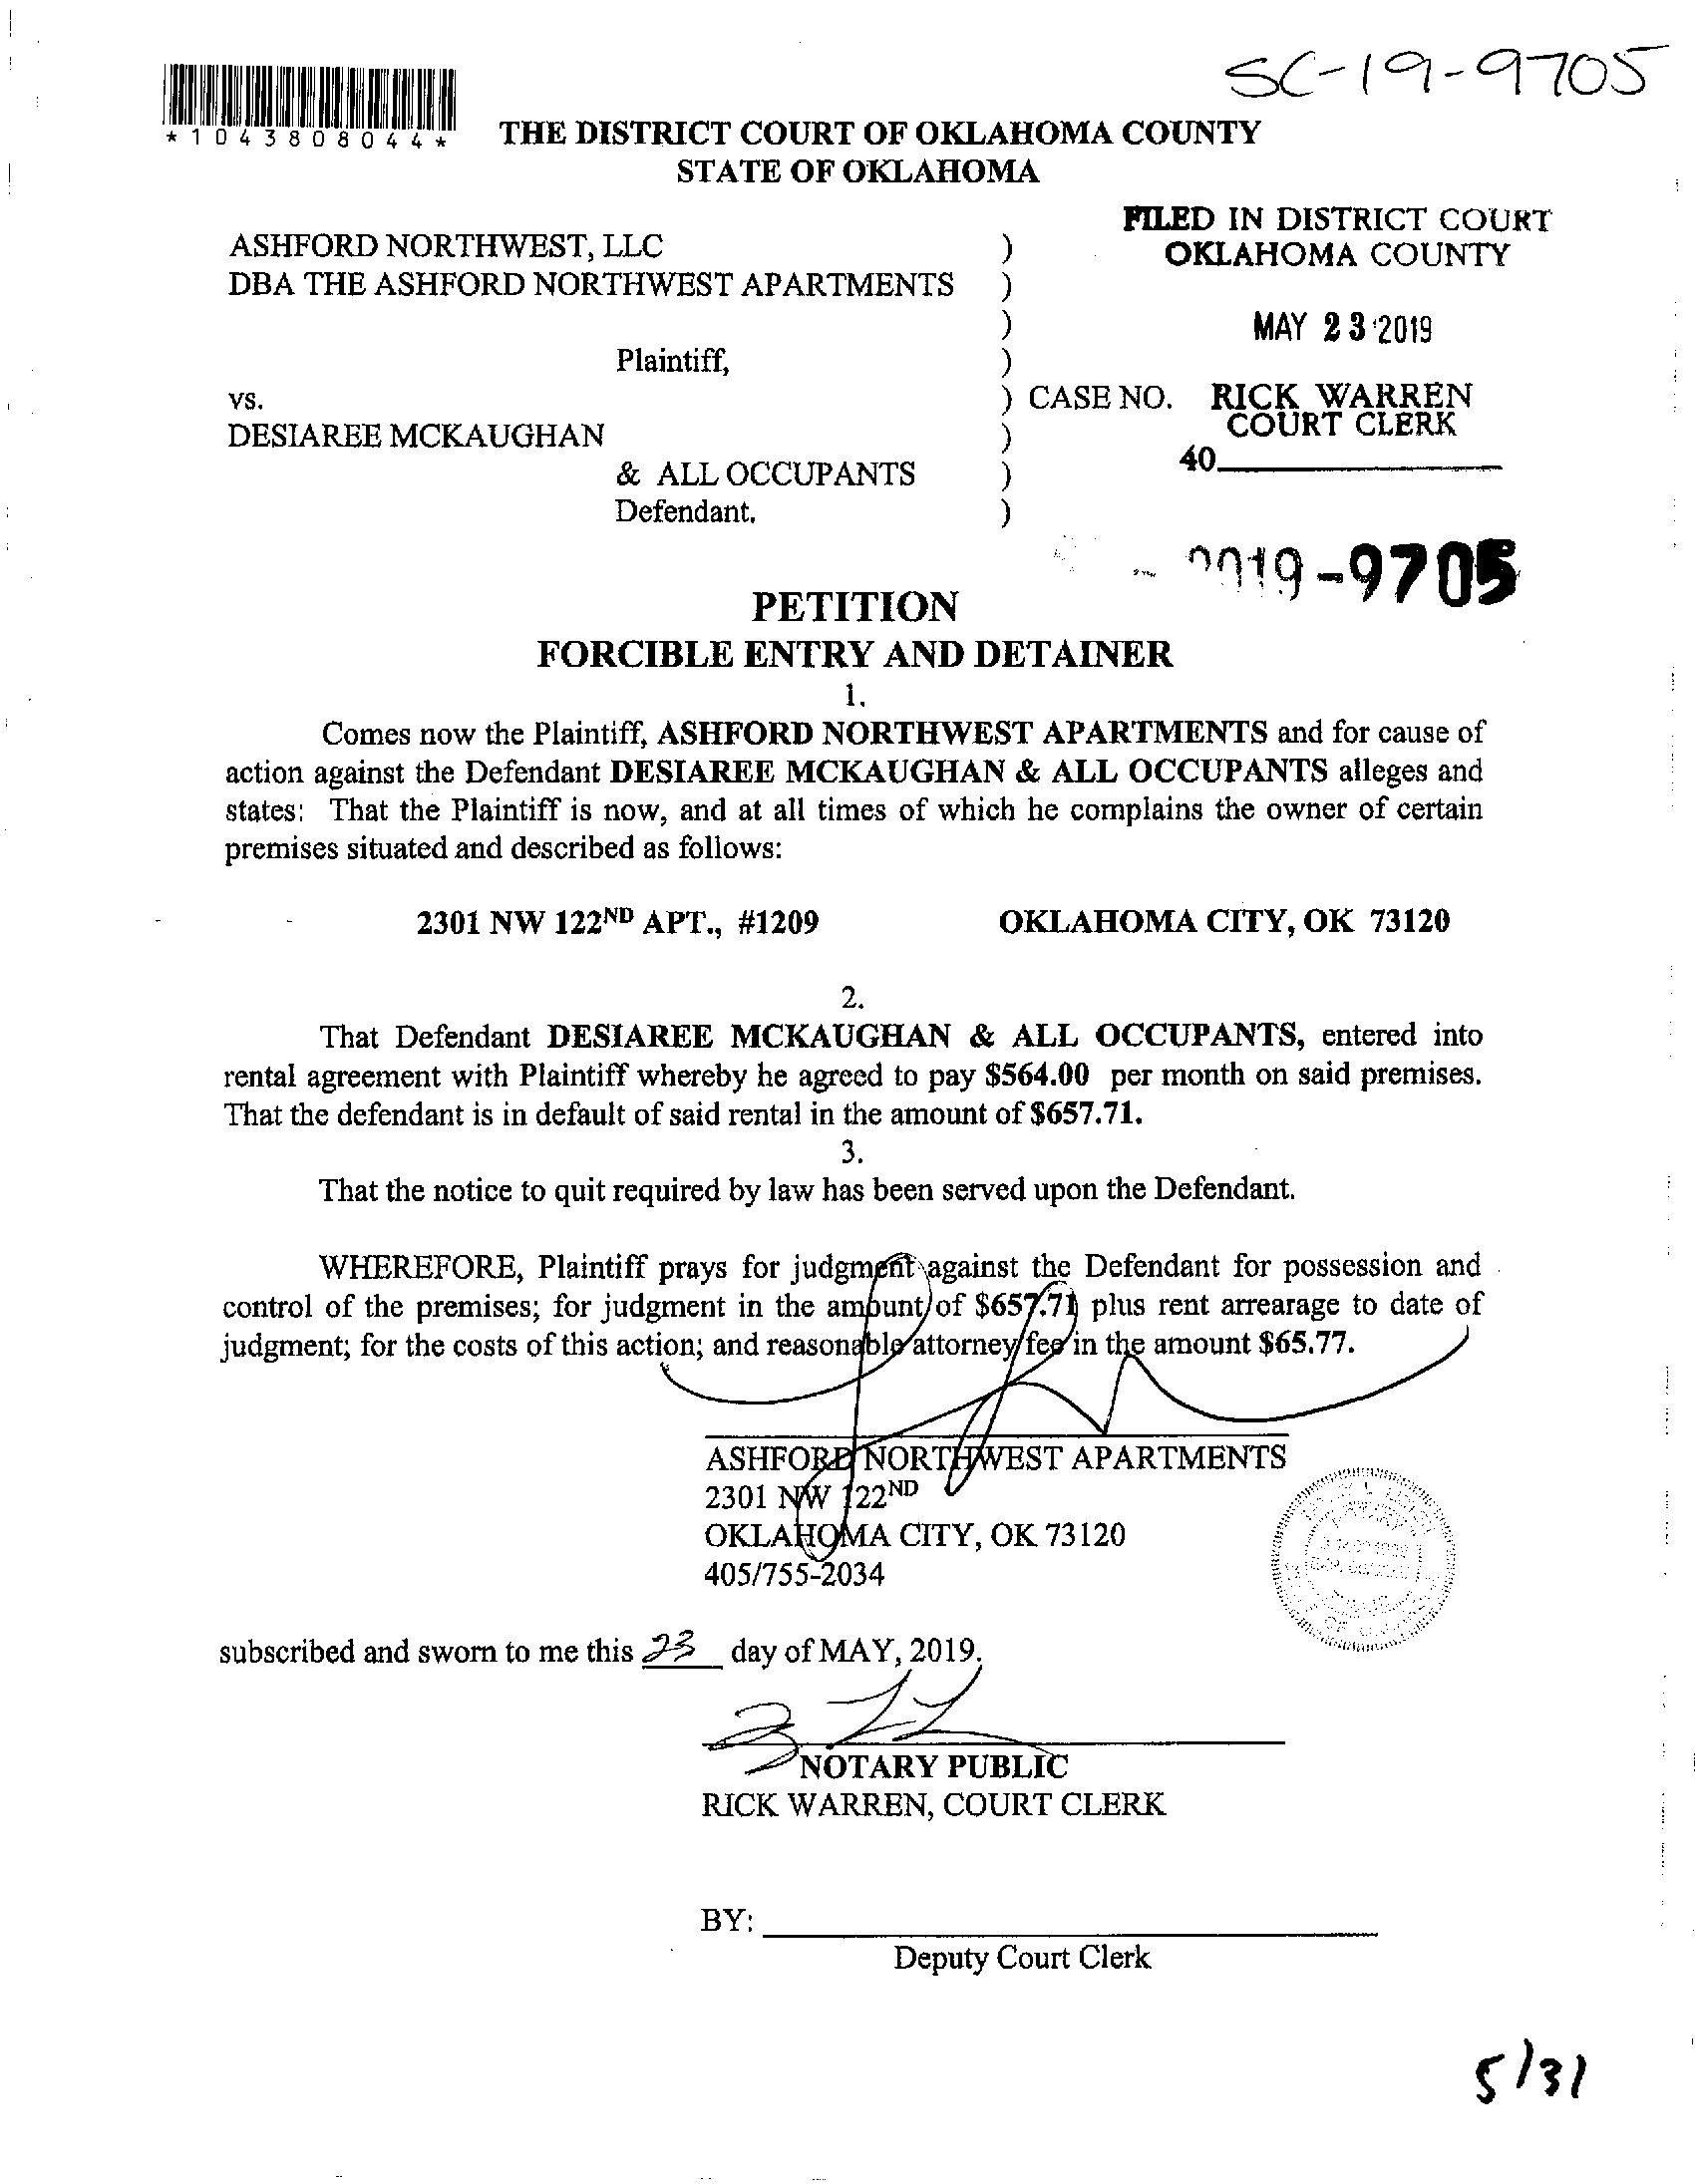 SC-19-9705
*1043808044*
THE DISTRICT COURT OF OKLAHOMA COUNTY
STATE OF OKLAHOMA
FILED IN DISTRICT COURT
OKLAHOMA COUNTY
MAY 23 2019
RICK WARREN
COURT CLERK
40
ASHFORD NORTHWEST, LLC )
DBA THE ASHFORD NORTHWEST APARTMENTS )
)
Plaintiff, )
vs. ) CASE NO.
DESIAREE MCKAUGHAN )
& ALL OCCUPANTS )
Defendant. )
- 2019-9705
PETITION
FORCIBLE ENTRY AND DETAINER
1.
Comes now the Plaintiff, ASHFORD NORTHWEST APARTMENTS and for cause of
action against the Defendant DESIAREE MCKAUGHAN & ALL OCCUPANTS alleges and
states: That the Plaintiff is now, and at all times of which he complains the owner of certain
premises situated and described as follows:
2301 NW 122ND APT., #1209 OKLAHOMA CITY, OK 73120
2.
That Defendant DESIAREE MCKAUGHAN & ALL OCCUPANTS, entered into
rental agreement with Plaintiff whereby he agreed to pay $564.00 per month on said premises.
That the defendant is in default of said rental in the amount of $657.71.
3.
That the notice to quit required by law has been served upon the Defendant.
WHEREFORE, Plaintiff prays for judgment against the Defendant for possession and
control of the premises; for judgment in the amount of $657.71 plus rent arrearage to date of
judgment; for the costs of this action; and reasonable attorney fee in the amount $65.77.
ASHFORD NORTHWEST APARTMENTS
2301 NW 122ND
OKLAHOMA CITY, OK 73120
405/755-2034
subscribed and sworn to me this 23 day of MAY, 2019.
NOTARY PUBLIC
RICK WARREN, COURT CLERK
BY:
Deputy Court Clerk
5/31